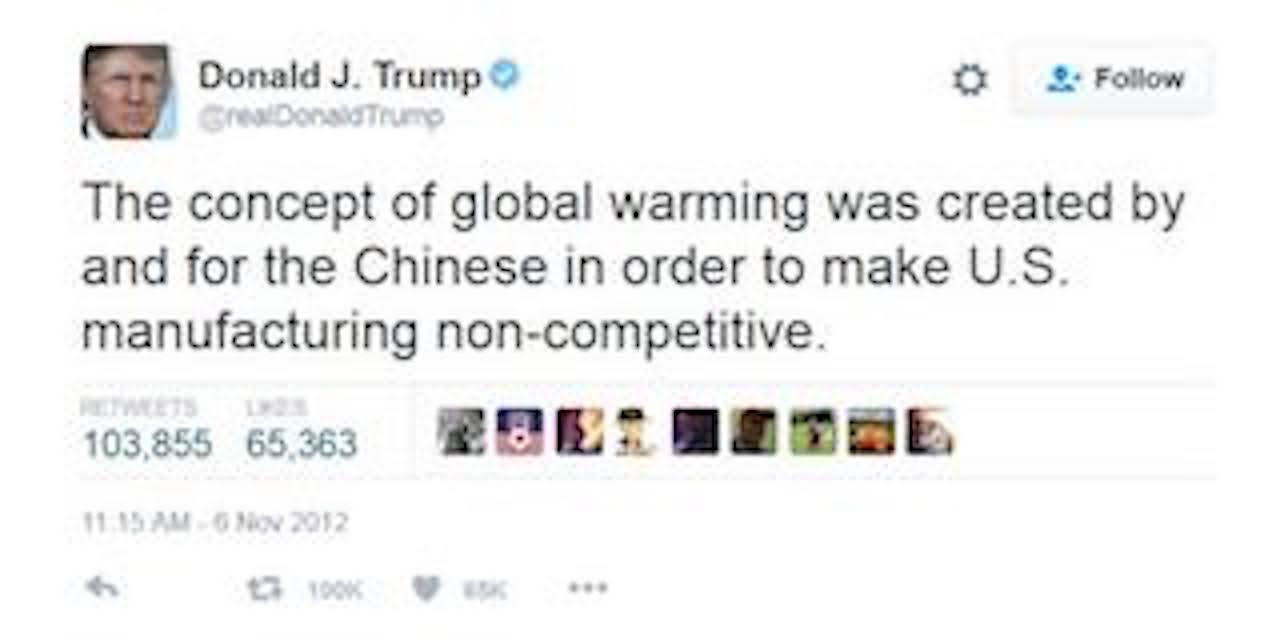 Donald J. Trump
@realDonaldTrump
Follow
The concept of global warming was created by
and for the Chinese in order to make U.S.
manufacturing non-competitive.
RETWEETS LIKES
103,855 65,363
11:15 AM - 6 Nov 2012
100K 65K